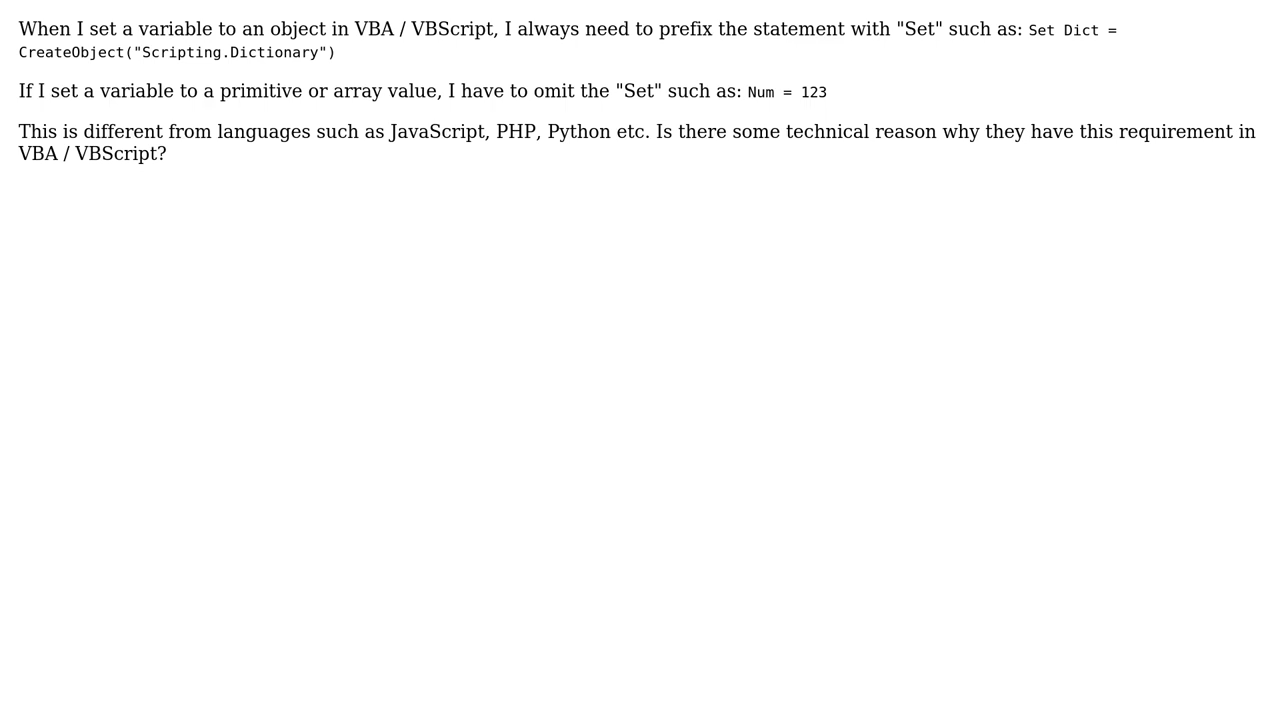 When I set a variable to an object in VBA / VBScript, I always need to prefix the statement with "Set" such as: Set Dict =
CreateObject("Scripting.Dictionary")
If I set a variable to a primitive or array value, I have to omit the "Set" such as: Num = 123
This is different from languages such as JavaScript, PHP, Python etc. Is there some technical reason why they have this requirement in
VBA / VBScript?